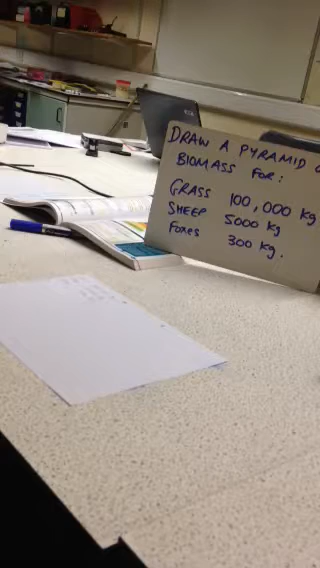 DRAW A PYRAMID
BIOMASS FOR:
GRASS 100,000 Kg
SHEEP 5000 Kg
Foxes 300 Kg.